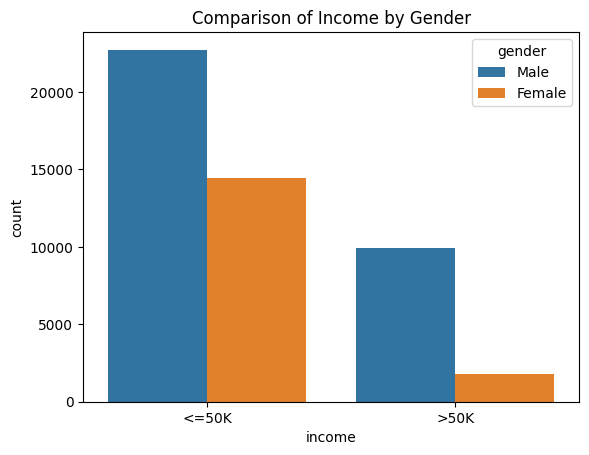 Comparison of Income by Gender
gender
Male
Female
count
20000
15000
10000
5000
0
<=50K
>50K
income